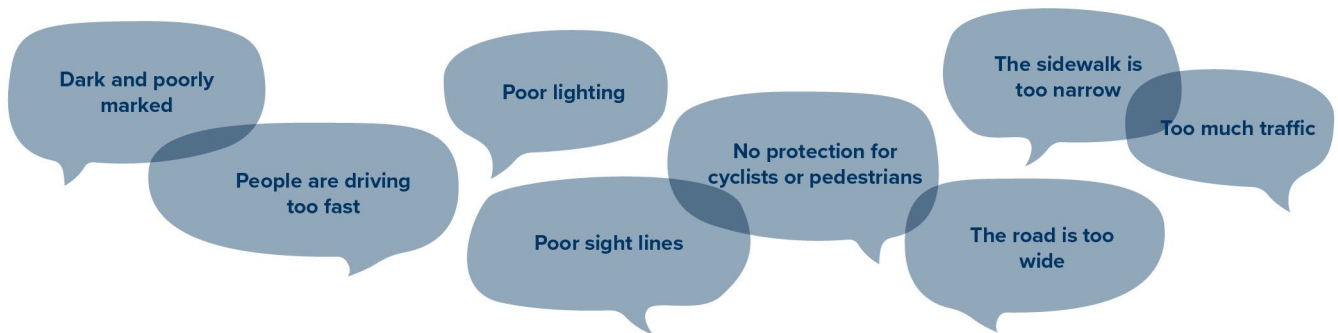 Dark and poorly
marked
People are driving
too fast
Poor lighting
Poor sight lines
No protection for
cyclists or pedestrians
The sidewalk is
too narrow
Too much traffic
The road is too
wide